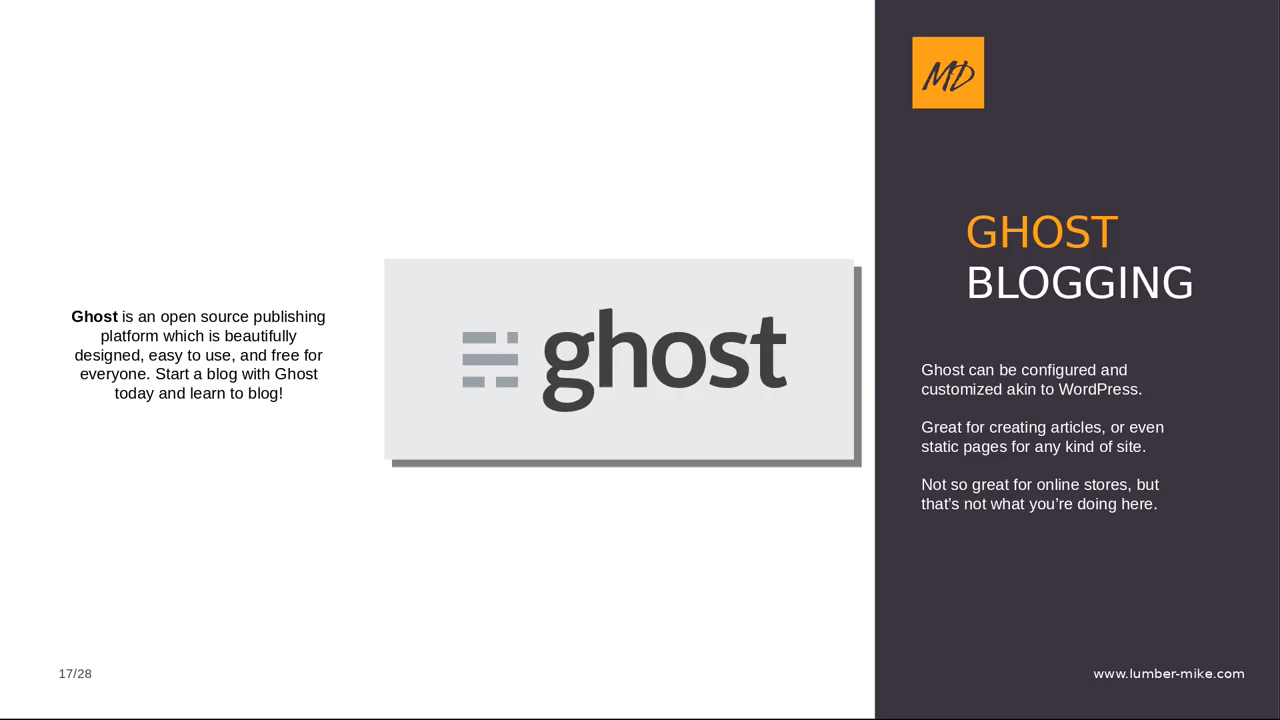 Ghost is an open source publishing
platform which is beautifully
designed, easy to use, and free for
everyone. Start a blog with Ghost
today and learn to blog!
ghost
MD
GHOST
BLOGGING
Ghost can be configured and
customized akin to WordPress.
Great for creating articles, or even
static pages for any kind of site.
Not so great for online stores, but
that’s not what you’re doing here.
17/28
www.lumber-mike.com